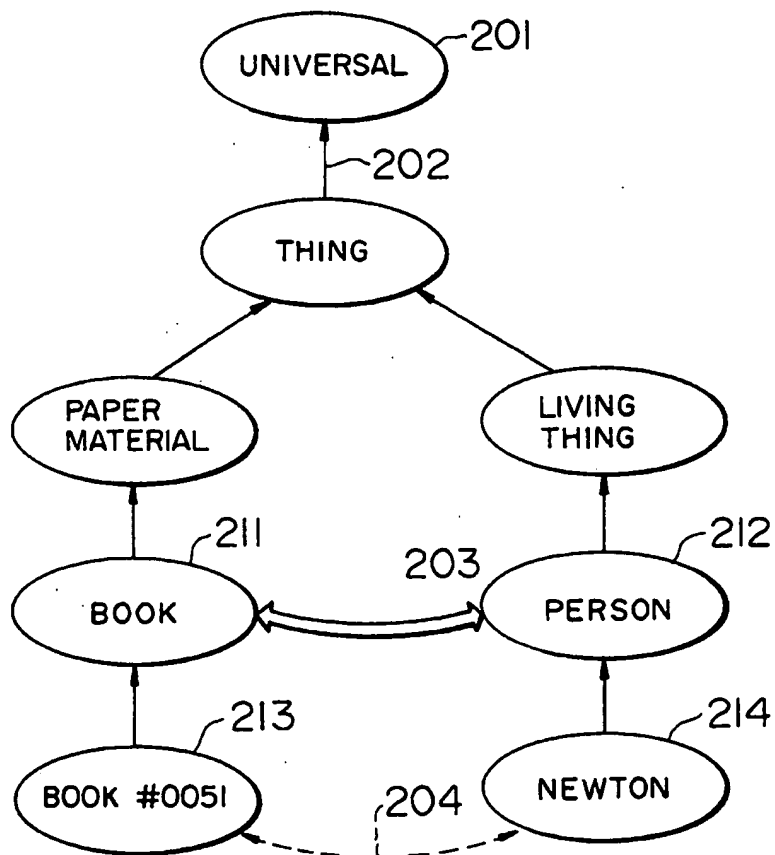 UNIVERSAL
201
202
THING
PAPER
MATERIAL
LIVING
THING
211
212
203
BOOK
PERSON
213
214
BOOK #0051
204
NEWTON